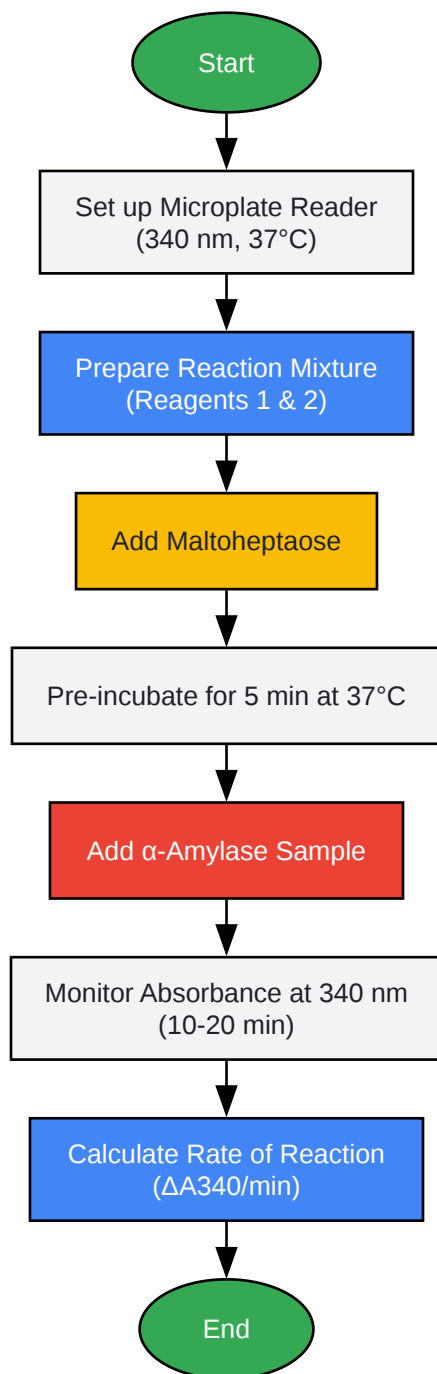 Start
Set up Microplate Reader
(340 nm, 37°C)
Prepare Reaction Mixture
(Reagents 1 & 2)
Add Maltoheptaose
Pre-incubate for 5 min at 37°C
Add α-Amylase Sample
Monitor Absorbance at 340 nm
(10-20 min)
Calculate Rate of Reaction
(ΔA340/min)
End